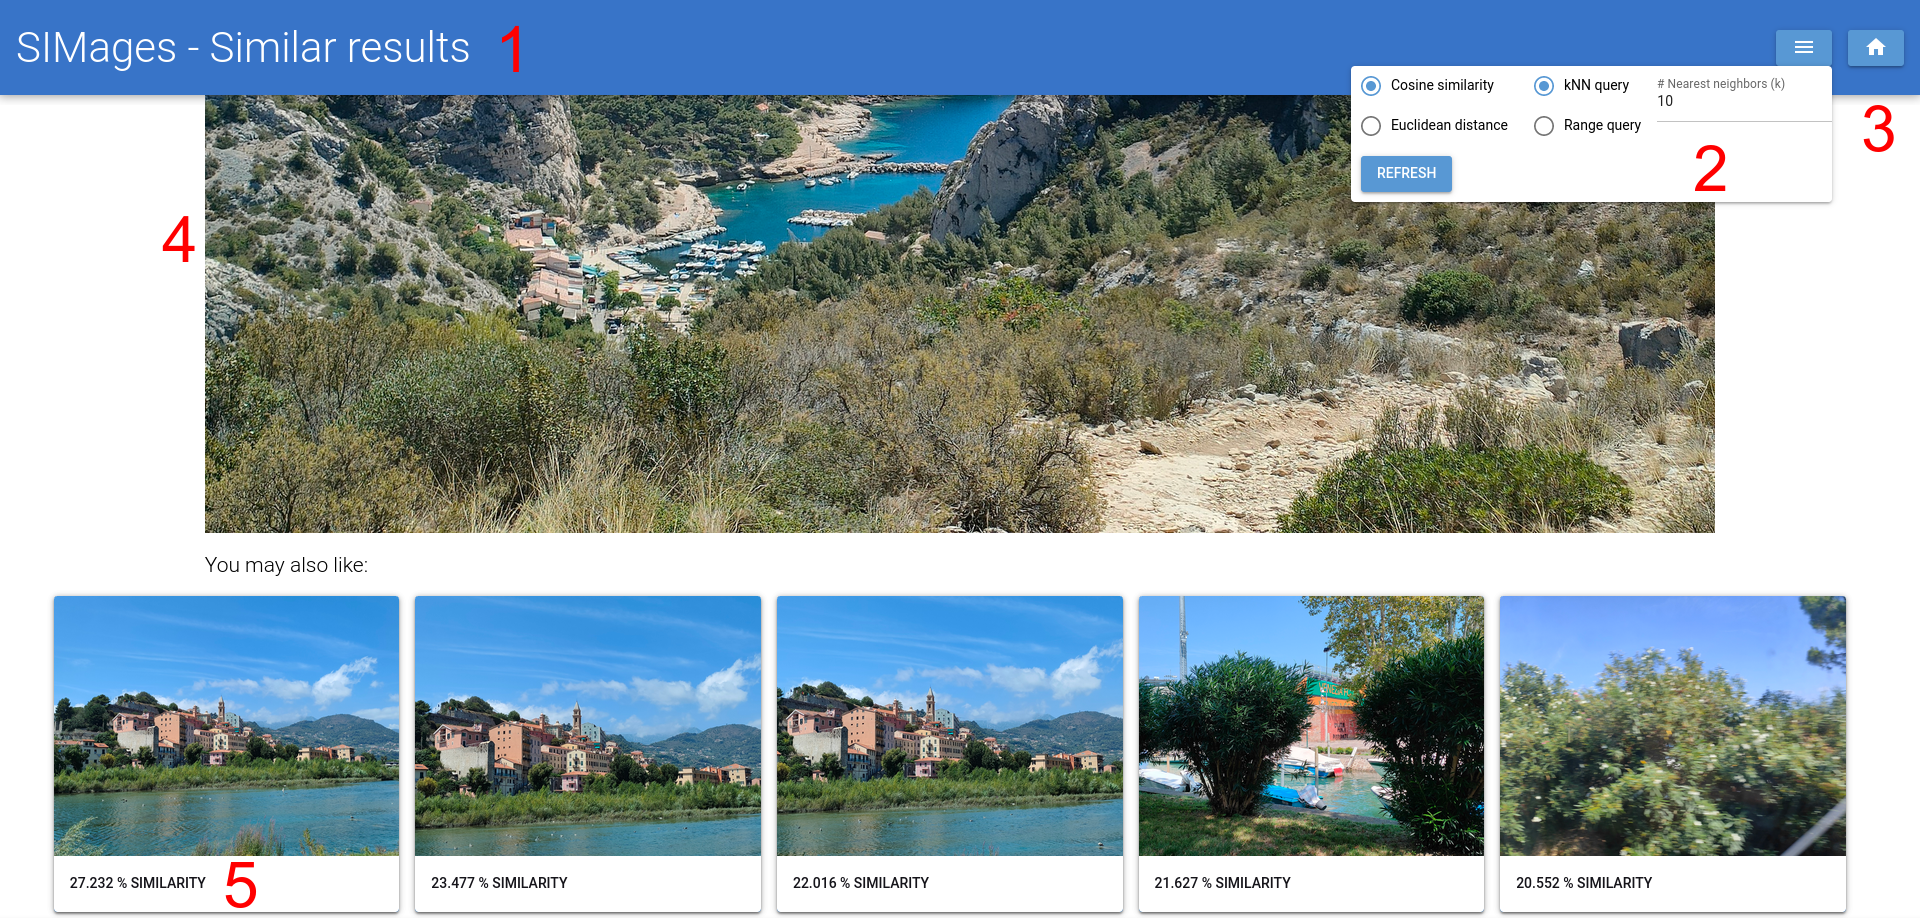 SIMages - Similar results 1
Cosine similarity
kNN query
# Nearest neighbors (k)
10
Euclidean distance
Range query
REFRESH
2
3
4
You may also like:
27.232 % SIMILARITY 5
23.477 % SIMILARITY
22.016 % SIMILARITY
21.627 % SIMILARITY
20.552 % SIMILARITY